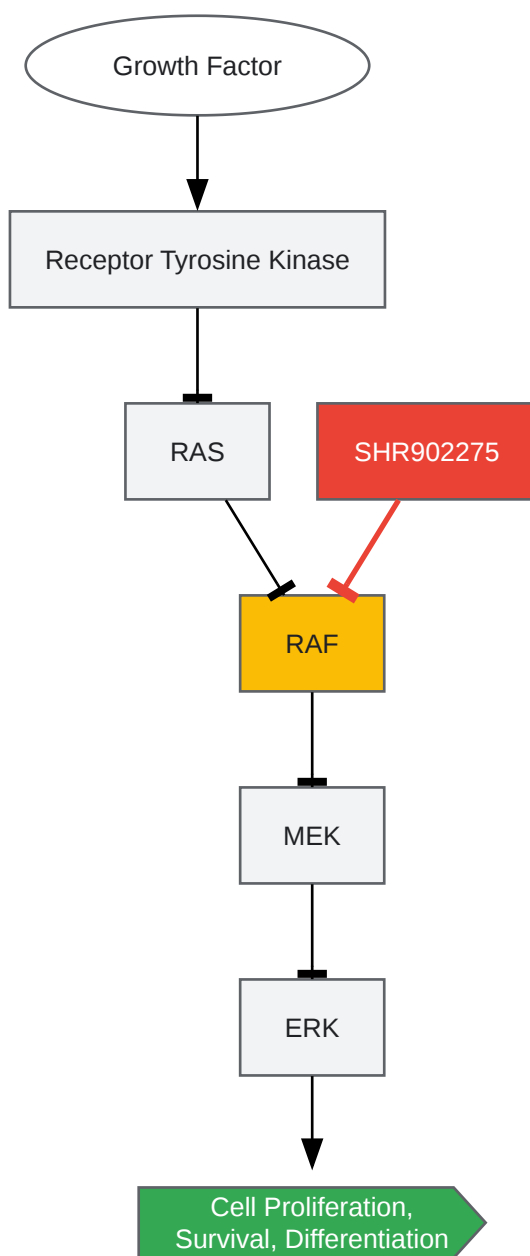 Growth Factor
Receptor Tyrosine Kinase
RAS
SHR902275
RAF
MEK
ERK
Cell Proliferation,
Survival, Differentiation